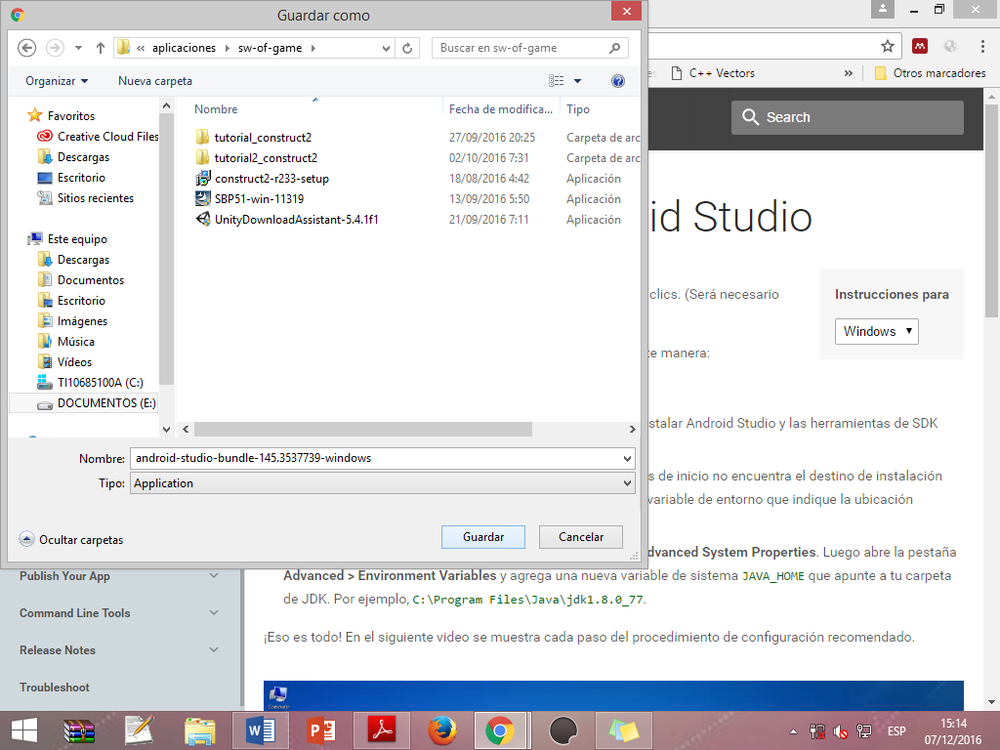 Guardar como
« aplicaciones sw-of-game
Buscar en sw-of-game
Organizar
Nueva carpeta
Favoritos
Creative Cloud Files
Descargas
Escritorio
Sitios recientes
Este equipo
Descargas
Documentos
Escritorio
Imágenes
Música
Vídeos
TI10685100A (C:)
DOCUMENTOS (E:)
Nombre Fecha de modifica... Tipo
tutorial_construct2 27/09/2016 20:25 Carpeta de arc
tutorial2_construct2 02/10/2016 7:31 Carpeta de arc
construct2-r233-setup 18/08/2016 4:42 Aplicación
SBP51-win-11319 13/09/2016 5:50 Aplicación
UnityDownloadAssistant-5.4.1f1 21/09/2016 7:11 Aplicación
Nombre: android-studio-bundle-145.3537739-windows
Tipo: Application
Ocultar carpetas
Guardar
Cancelar
C++ Vectors
»
Otros marcadores
Search
id Studio
clics. (Será necesario
Instrucciones para
Windows
te manera:
stalar Android Studio y las herramientas de SDK
s de inicio no encuentra el destino de instalación
variable de entorno que indique la ubicación
dvanced System Properties. Luego abre la pestaña
Advanced > Environment Variables y agrega una nueva variable de sistema JAVA_HOME que apunte a tu carpeta
de JDK. Por ejemplo, C:\Program Files\Java\jdk1.8.0_77.
¡Eso es todo! En el siguiente video se muestra cada paso del procedimiento de configuración recomendado.
Publish Your App
Command Line Tools
Release Notes
Troubleshoot
Computer
ESP
15:14
07/12/2016